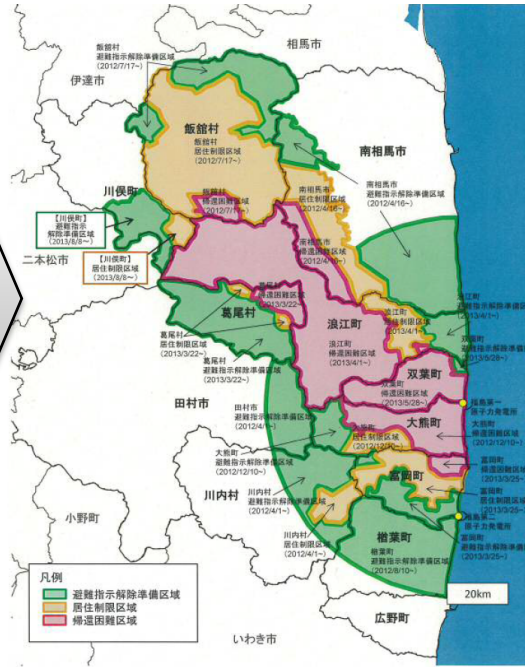 相馬市
伊達市
飯舘村
避難指示解除準備区域
(2012/7/17~)
飯舘村
飯舘村
居住制限区域
(2012/7/17~)
南相馬市
南相馬市
避難指示解除準備区域
(2012/4/16~)
川俣町
飯舘村
帰還困難区域
(2012/7/17~)
南相馬市
居住制限区域
(2012/4/16~)
【川俣町】
避難指示
解除準備区域
(2013/8/8~)
二本松市
【川俣町】
居住制限区域
(2013/8/8~)
南相馬市
帰還困難区域
(2012/4/16~)
葛尾村
帰還困難区域
(2013/3/22~)
葛尾村
葛尾村
居住制限区域
(2013/3/22~)
葛尾村
避難指示解除準備区域
(2013/3/22~)
浪江町
浪江町
帰還困難区域
(2013/4/1~)
浪江町
居住制限区域
(2013/4/1~)
浪江町
避難指示解除準備区域
(2013/4/1~)
双葉町
避難指示解除準備区域
(2013/5/28~)
双葉町
双葉町
帰還困難区域
(2013/5/28~)
福島第一
原子力発電所
田村市
田村市
避難指示解除準備区域
(2012/4/1~)
大熊町
大熊町
帰還困難区域
(2012/12/10~)
大熊町
居住制限区域
(2012/12/10~)
大熊町
避難指示解除準備区域
(2012/12/10~)
富岡町
帰還困難区域
(2013/3/25~)
富岡町
富岡町
居住制限区域
(2013/3/25~)
川内村
川内村
避難指示解除準備区域
(2012/4/1~)
川内村
居住制限区域
(2012/4/1~)
福島第二
原子力発電所
富岡町
避難指示解除準備区域
(2013/3/25~)
小野町
楢葉町
楢葉町
避難指示解除準備区域
(2012/8/10~)
凡例
避難指示解除準備区域
居住制限区域
帰還困難区域
20km
広野町
いわき市